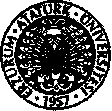 ERZURUM · ATATÜRK · ÜNİVERSİTESİ
· 1957 ·